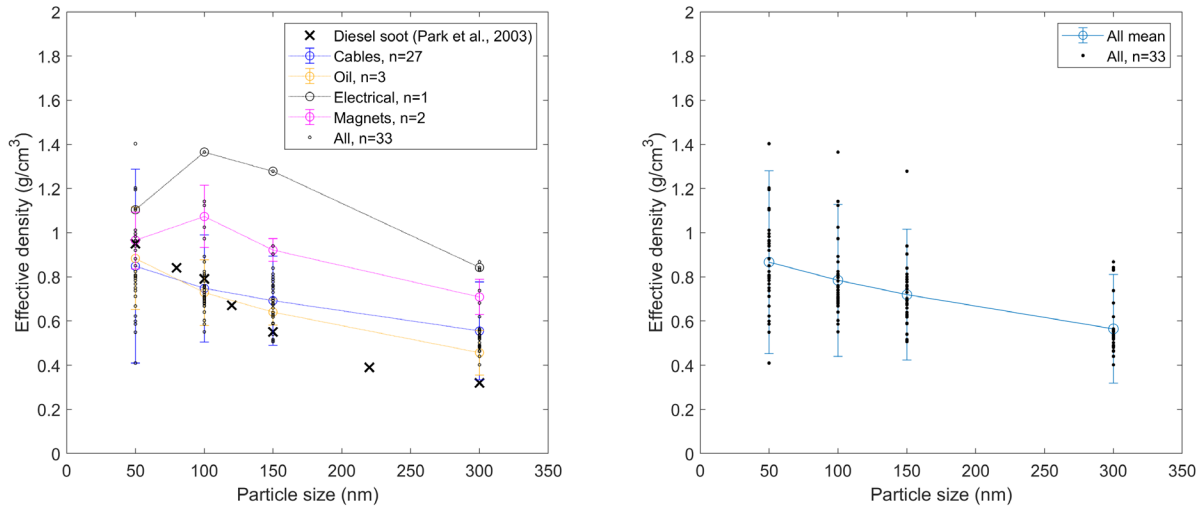 2
1.8
1.6
1.4
1.2
1
0.8
0.6
0.4
0.2
0
Effective density (g/cm³)
0 50 100 150 200 250 300 350
Particle size (nm)
Diesel soot (Park et al., 2003)
Cables, n=27
Oil, n=3
Electrical, n=1
Magnets, n=2
All, n=33
2
1.8
1.6
1.4
1.2
1
0.8
0.6
0.4
0.2
0
Effective density (g/cm³)
0 50 100 150 200 250 300 350
Particle size (nm)
All mean
All, n=33